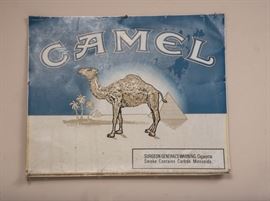 CAMEL
SURGEON GENERAL'S WARNING: Cigarette
Smoke Contains Carbon Monoxide.